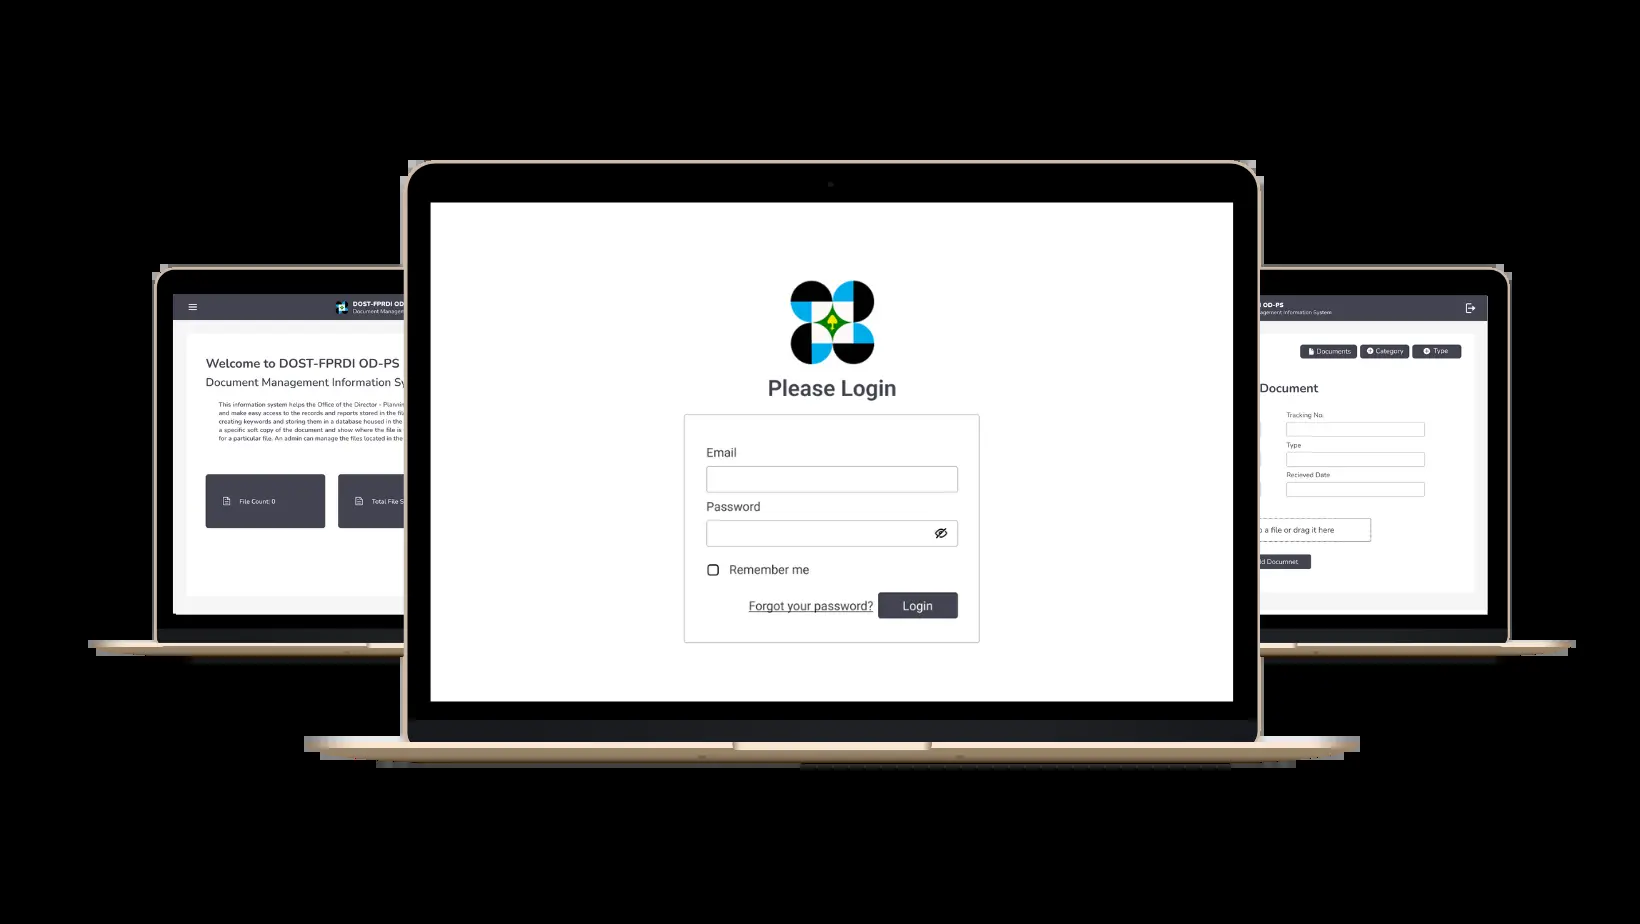 DOST-FPRDI OD
Document Manager
Welcome to DOST-FPRDI OD-PS
Document Management Information Sy
This information system helps the Office of the Director - Plannin
and make easy access to the records and reports stored in the fil
creating keywords and storing them in a database housed in the
a specific soft copy of the document and show where the file is
for a particular file. An admin can manage the files located in the
File Count: 0
Total File S
Please Login
Email
Password
Remember me
Forgot your password?
Login
OD-PS
agement Information System
Documents
Category
Type
Document
Tracking No.
Type
Recieved Date
o a file or drag it here
d Documnet